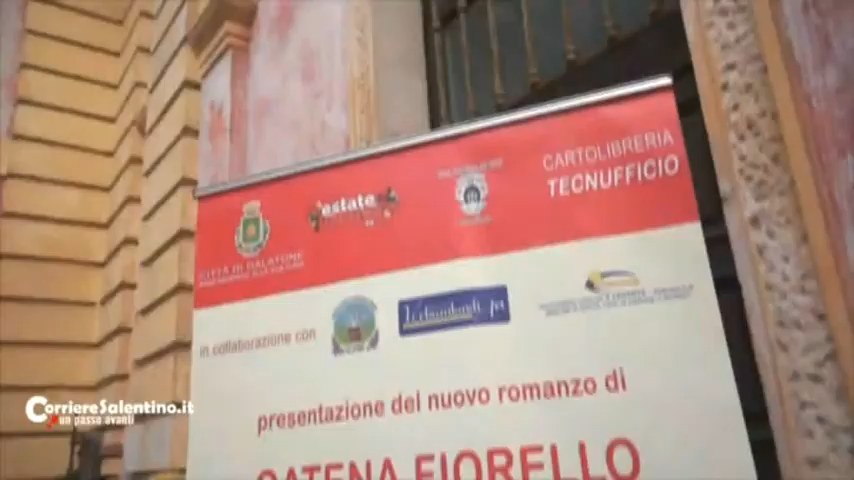 CARTOLIBRERIA
TECNUFFICIO
estate
CITTÀ DI GALATONE
in collaborazione con
presentazione del nuovo romanzo di
CATENA FIORELLO
CorriereSalentino.it
un passo avanti